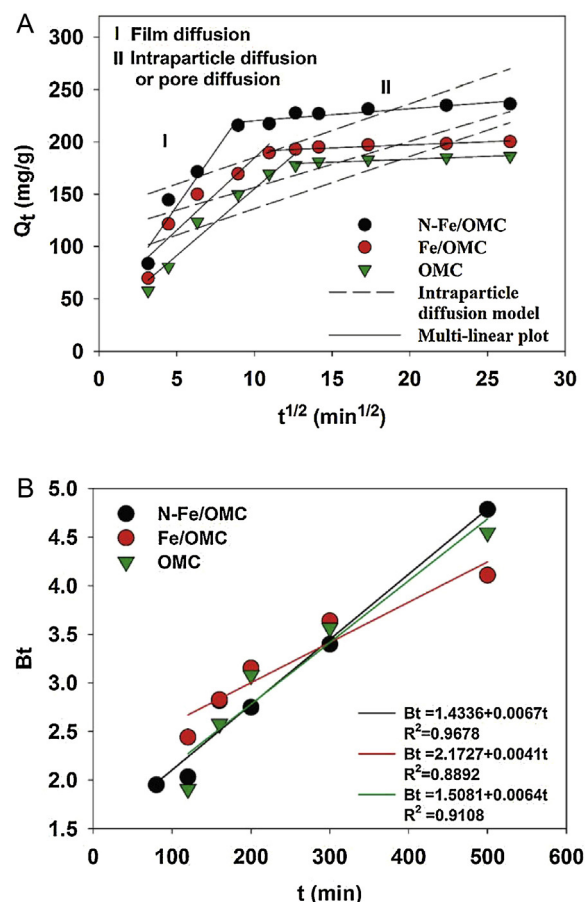 A
I Film diffusion
II Intraparticle diffusion
or pore diffusion
I
II
300
250
200
150
100
50
0
Qt (mg/g)
N-Fe/OMC
Fe/OMC
OMC
Intraparticle
diffusion model
Multi-linear plot
0 5 10 15 20 25 30
t1/2 (min1/2)
B
5.0
4.5
4.0
3.5
3.0
2.5
2.0
1.5
Bt
N-Fe/OMC
Fe/OMC
OMC
Bt =1.4336+0.0067t
R²=0.9678
Bt =2.1727+0.0041t
R²=0.8892
Bt =1.5081+0.0064t
R² =0.9108
0 100 200 300 400 500 600
t (min)